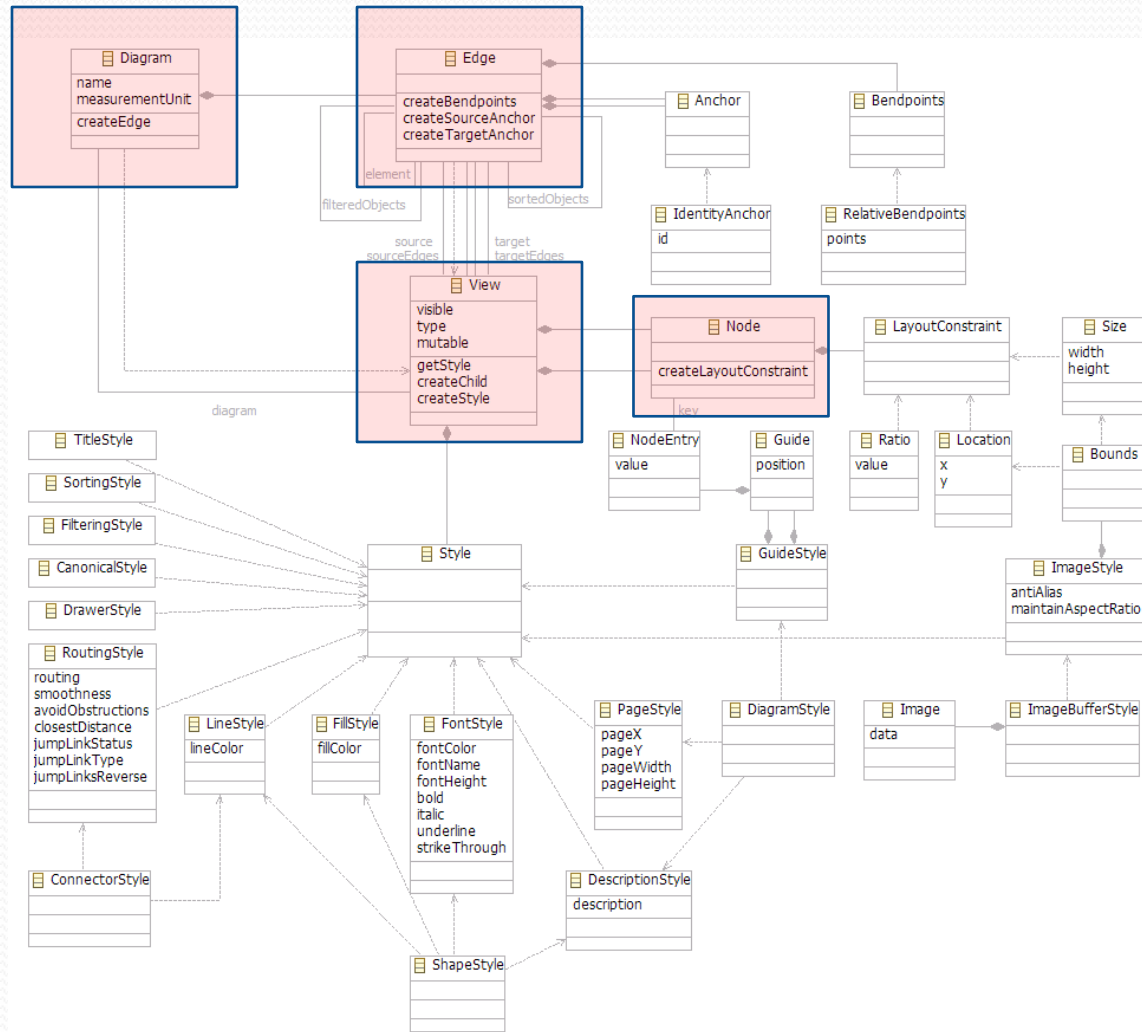 Diagram
name
measurementUnit
createEdge
Edge
createBendpoints
createSourceAnchor
createTargetAnchor
Anchor
Bendpoints
element
filteredObjects
sortedObjects
IdentityAnchor
id
RelativeBendpoints
points
source
sourceEdges
target
targetEdges
View
visible
type
mutable
getStyle
createChild
createStyle
Node
createLayoutConstraint
LayoutConstraint
Size
width
height
diagram
key
NodeEntry
value
Guide
position
Ratio
value
Location
x
y
Bounds
TitleStyle
SortingStyle
FilteringStyle
CanonicalStyle
DrawerStyle
Style
GuideStyle
ImageStyle
antiAlias
maintainAspectRatio
RoutingStyle
routing
smoothness
avoidObstructions
closestDistance
jumpLinkStatus
jumpLinkType
jumpLinksReverse
LineStyle
lineColor
FillStyle
fillColor
FontStyle
fontColor
fontName
fontHeight
bold
italic
underline
strikeThrough
PageStyle
pageX
pageY
pageWidth
pageHeight
DiagramStyle
Image
data
ImageBufferStyle
ConnectorStyle
DescriptionStyle
description
ShapeStyle